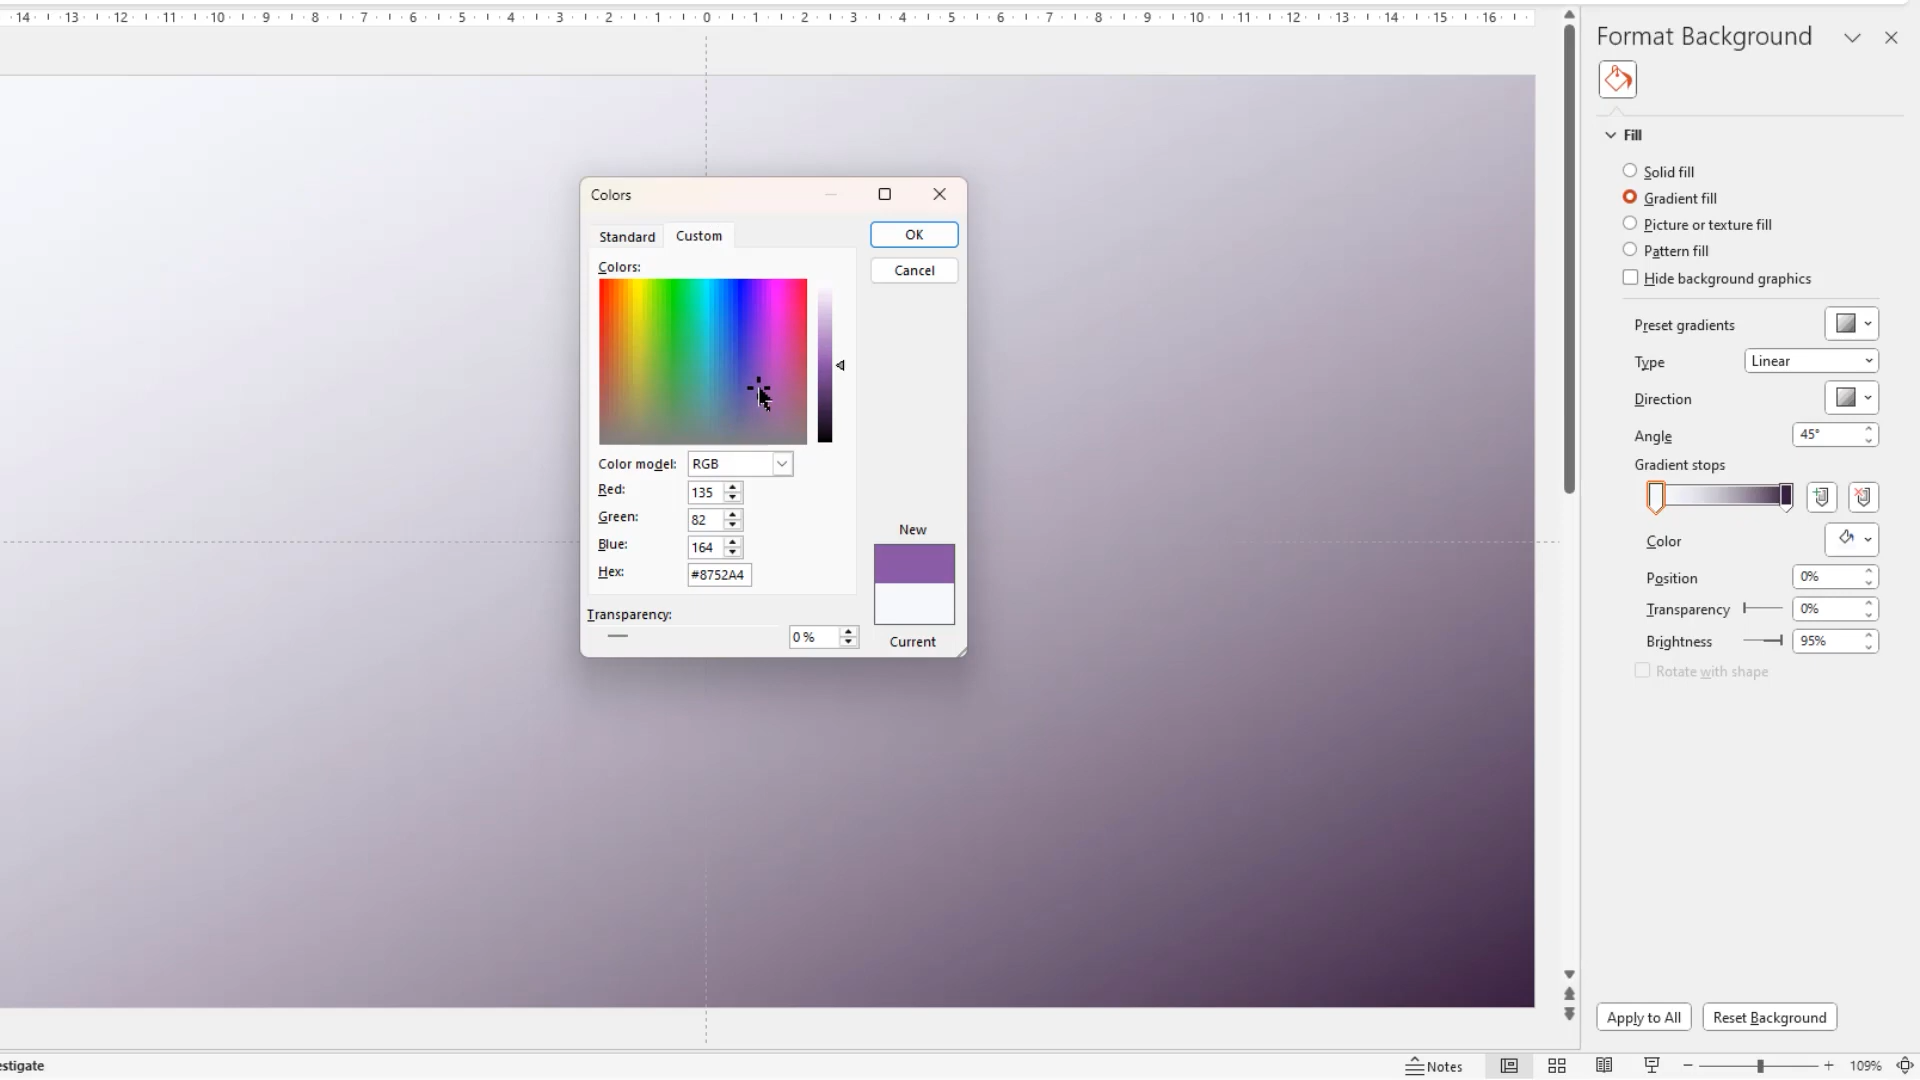 14 13 12 11 10 9 8 7 6 5 4 3 2 1 0 1 2 3 4 5 6 7 8 9 10 11 12 13 14 15 16
Format Background
Fill
Solid fill
Gradient fill
Picture or texture fill
Pattern fill
Hide background graphics
Preset gradients
Type Linear
Direction
Angle 45°
Gradient stops
Color
Position 0%
Transparency 0%
Brightness 95%
Rotate with shape
Apply to All Reset Background
Colors
Standard Custom
OK
Cancel
Colors:
Color model: RGB
Red: 135
Green: 82
Blue: 164
Hex: #8752A4
Transparency:
0 %
New
Current
estigate
Notes
109%